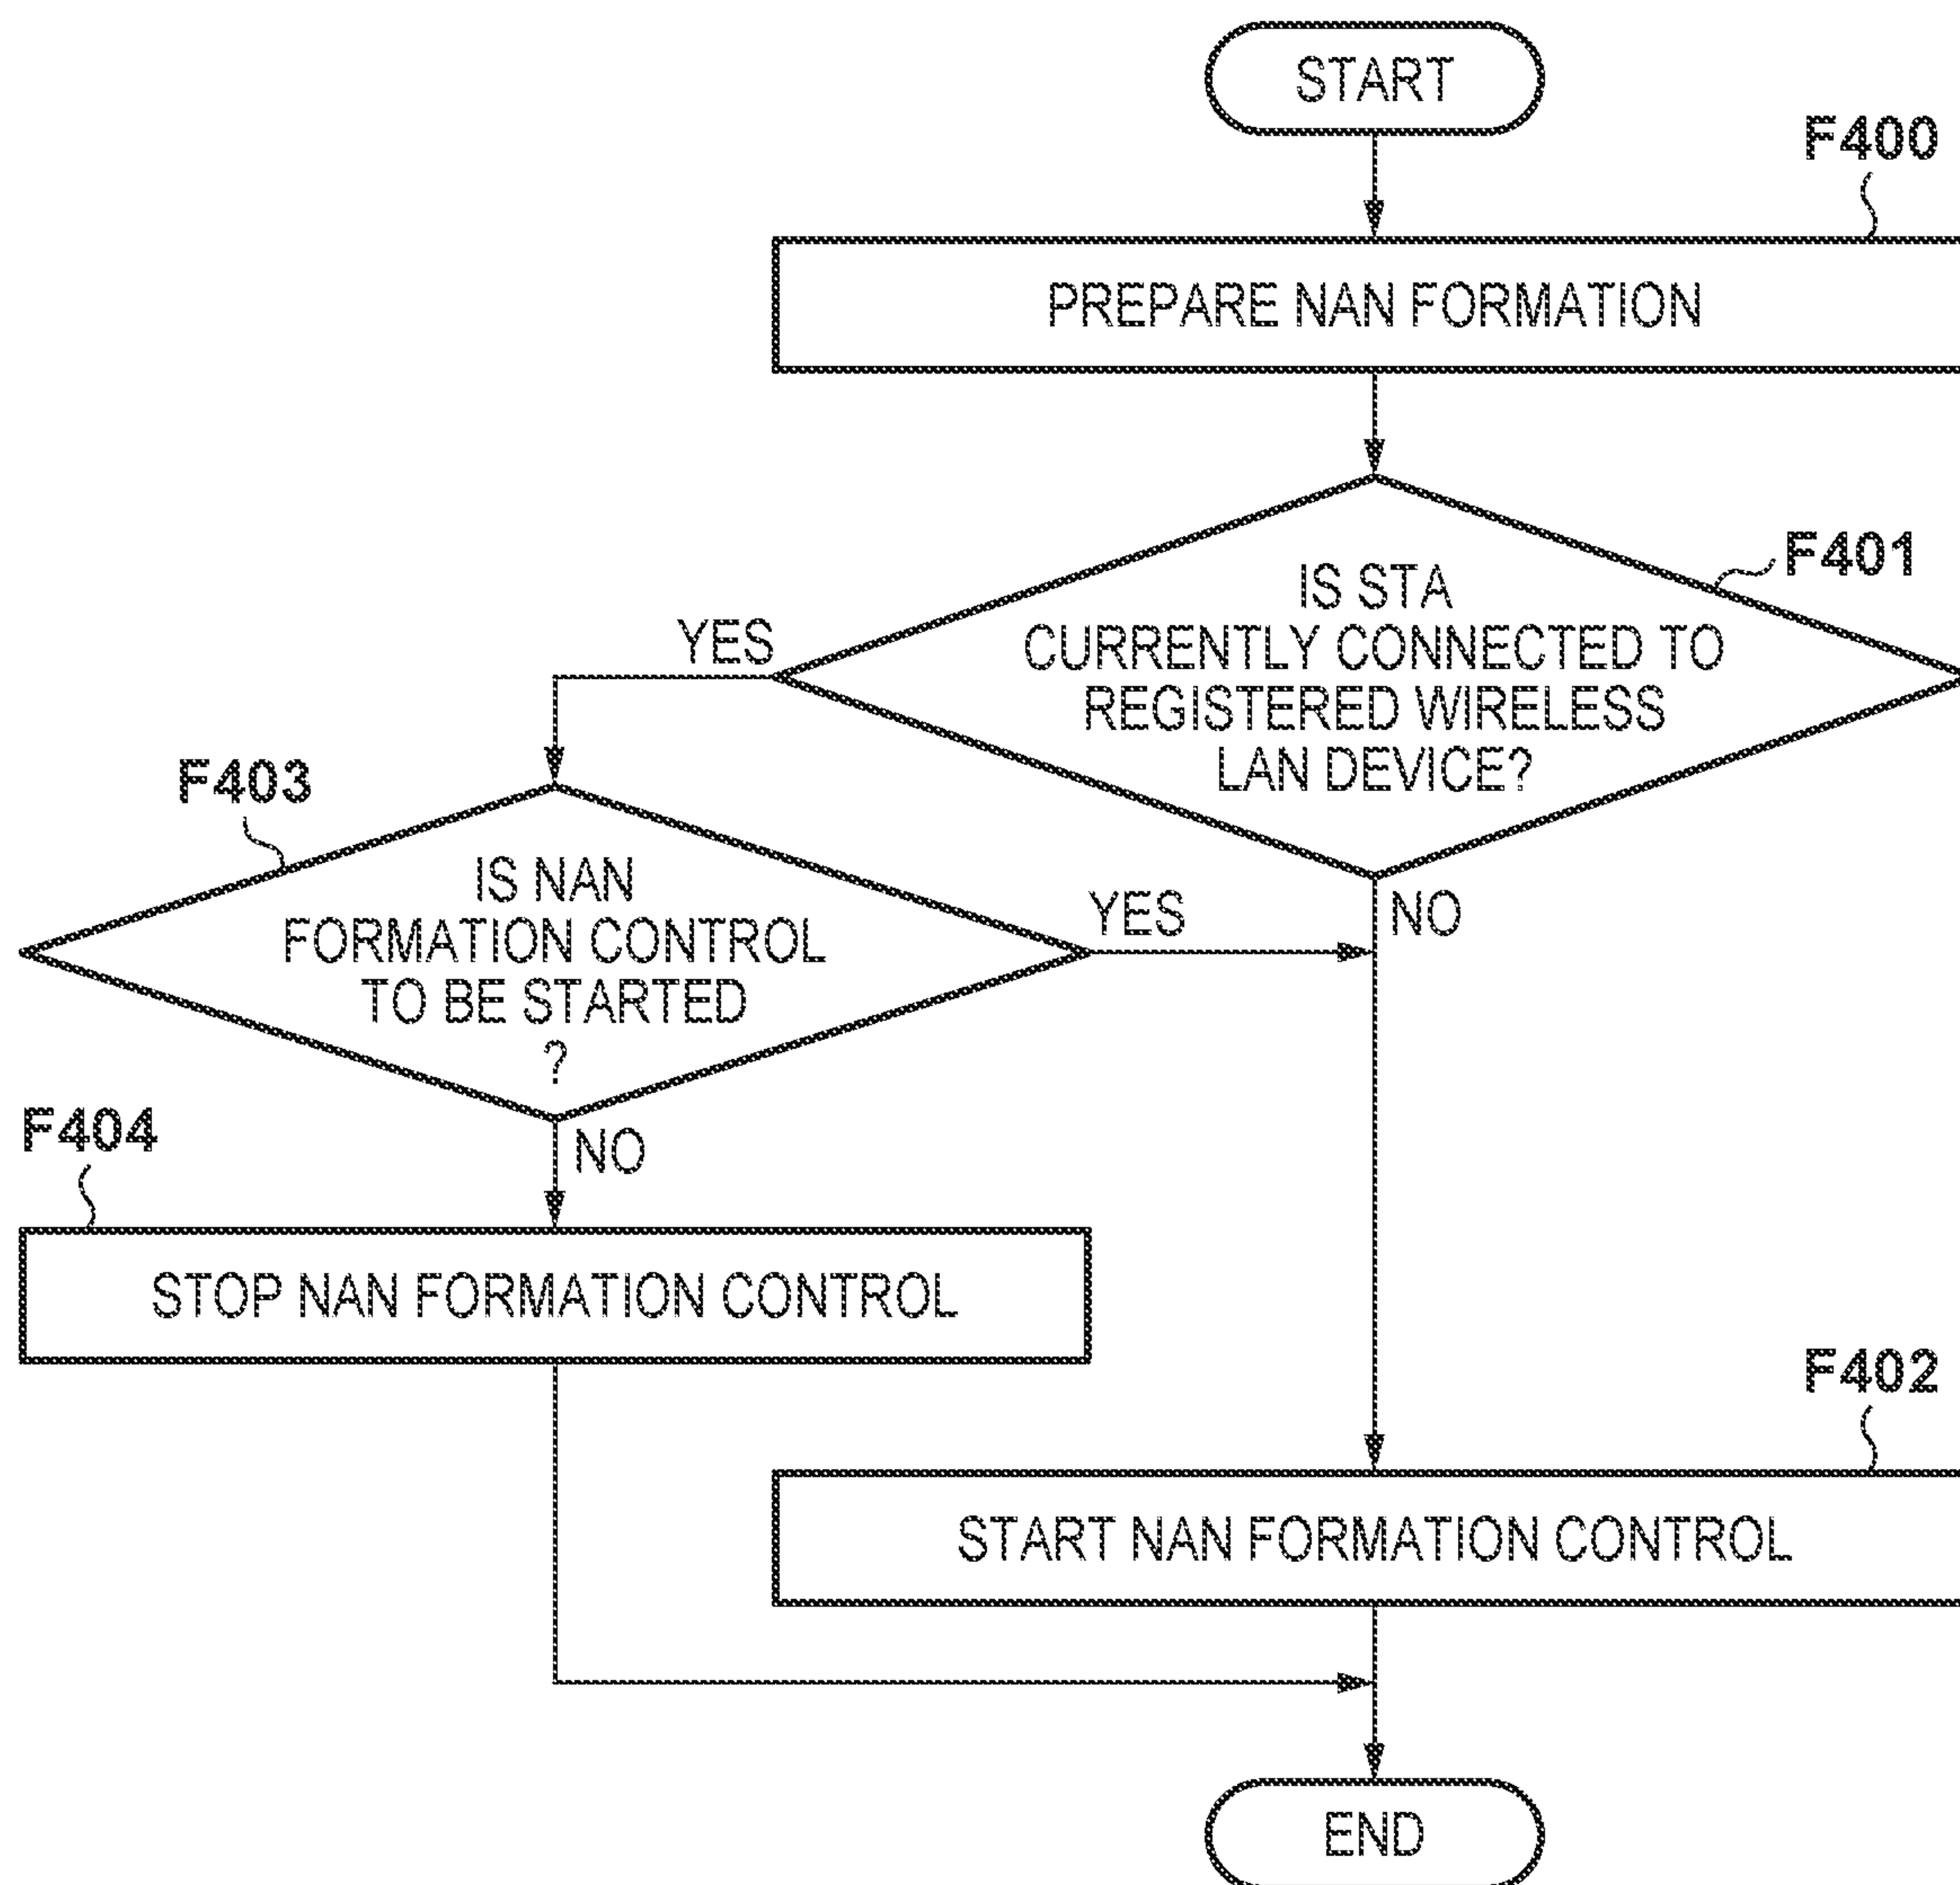 START
F400
PREPARE NAN FORMATION
F401
IS STA
CURRENTLY CONNECTED TO
REGISTERED WIRELESS
LAN DEVICE?
YES
NO
F403
IS NAN
FORMATION CONTROL
TO BE STARTED
?
YES
NO
F404
STOP NAN FORMATION CONTROL
F402
START NAN FORMATION CONTROL
END